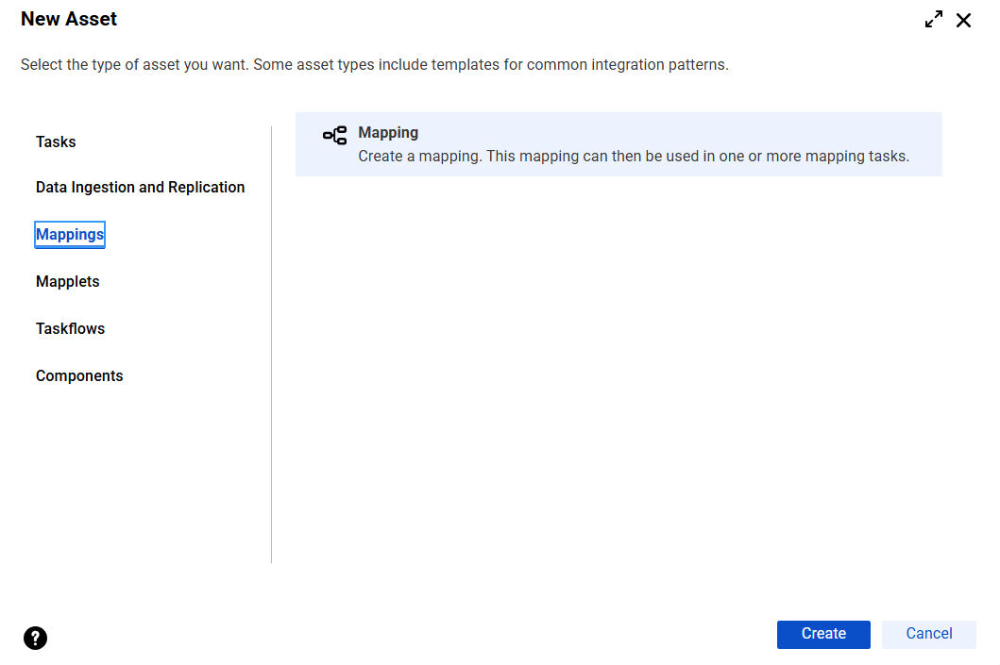 New Asset
Select the type of asset you want. Some asset types include templates for common integration patterns.
Tasks
Data Ingestion and Replication
Mappings
Mapplets
Taskflows
Components
Mapping
Create a mapping. This mapping can then be used in one or more mapping tasks.
?
Create
Cancel